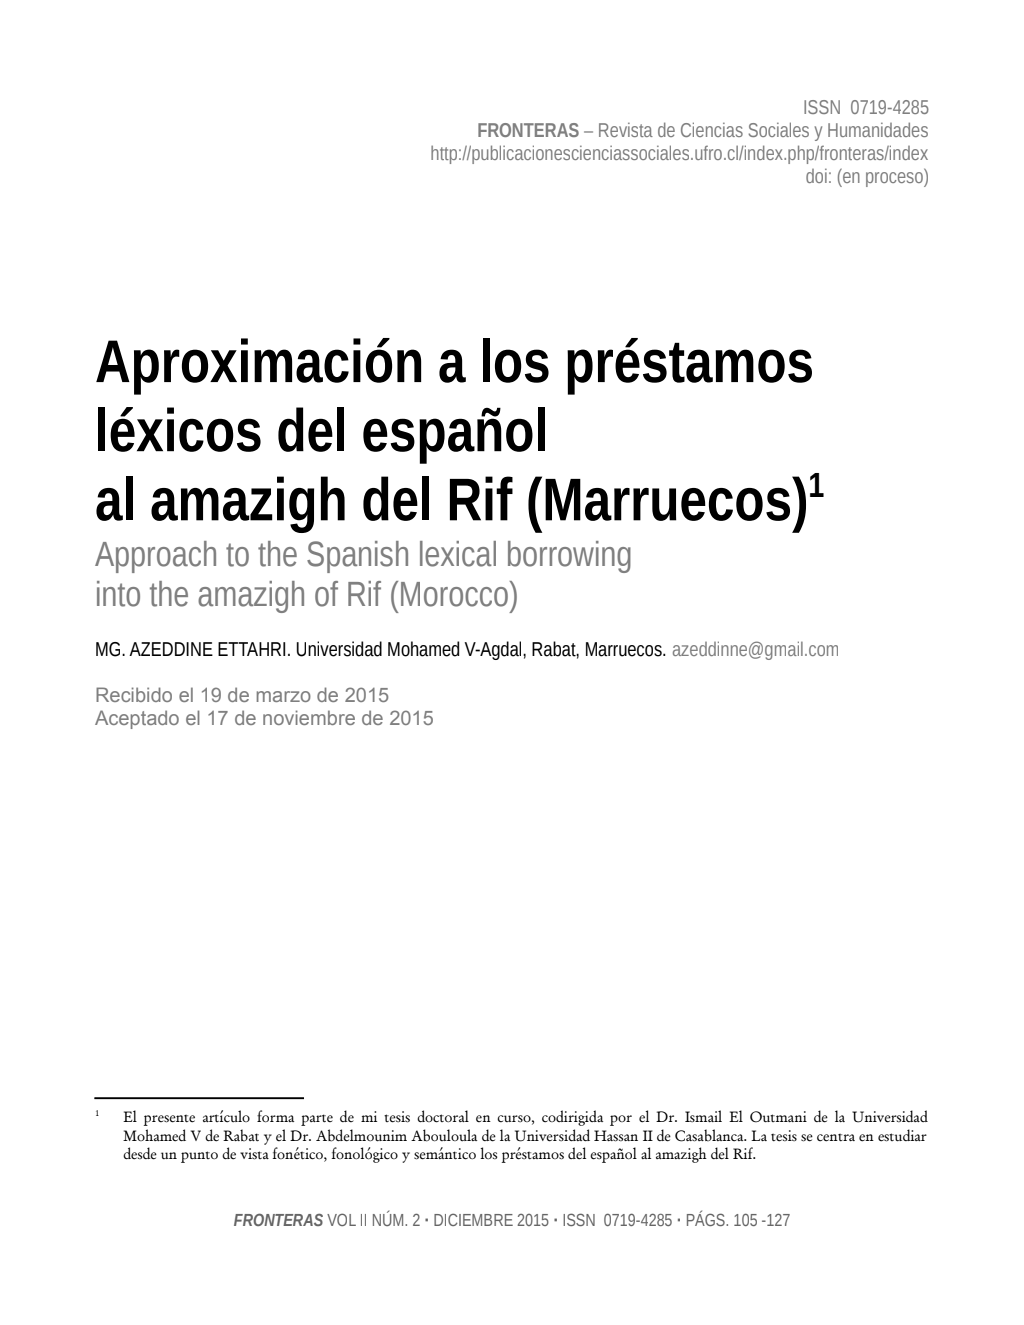 ISSN 0719-4285
FRONTERAS – Revista de Ciencias Sociales y Humanidades
http://publicacionescienciassociales.ufro.cl/index.php/fronteras/index
doi: (en proceso)
Aproximación a los préstamos
léxicos del español
al amazigh del Rif (Marruecos)¹
Approach to the Spanish lexical borrowing
into the amazigh of Rif (Morocco)
MG. AZEDDINE ETTAHRI. Universidad Mohamed V-Agdal, Rabat, Marruecos. azeddinne@gmail.com
Recibido el 19 de marzo de 2015
Aceptado el 17 de noviembre de 2015
¹ El presente artículo forma parte de mi tesis doctoral en curso, codirigida por el Dr. Ismail El Outmani de la Universidad
Mohamed V de Rabat y el Dr. Abdelmounim Abouloula de la Universidad Hassan II de Casablanca. La tesis se centra en estudiar
desde un punto de vista fonético, fonológico y semántico los préstamos del español al amazigh del Rif.
FRONTERAS VOL II NÚM. 2 · DICIEMBRE 2015 · ISSN 0719-4285 · PÁGS. 105 -127